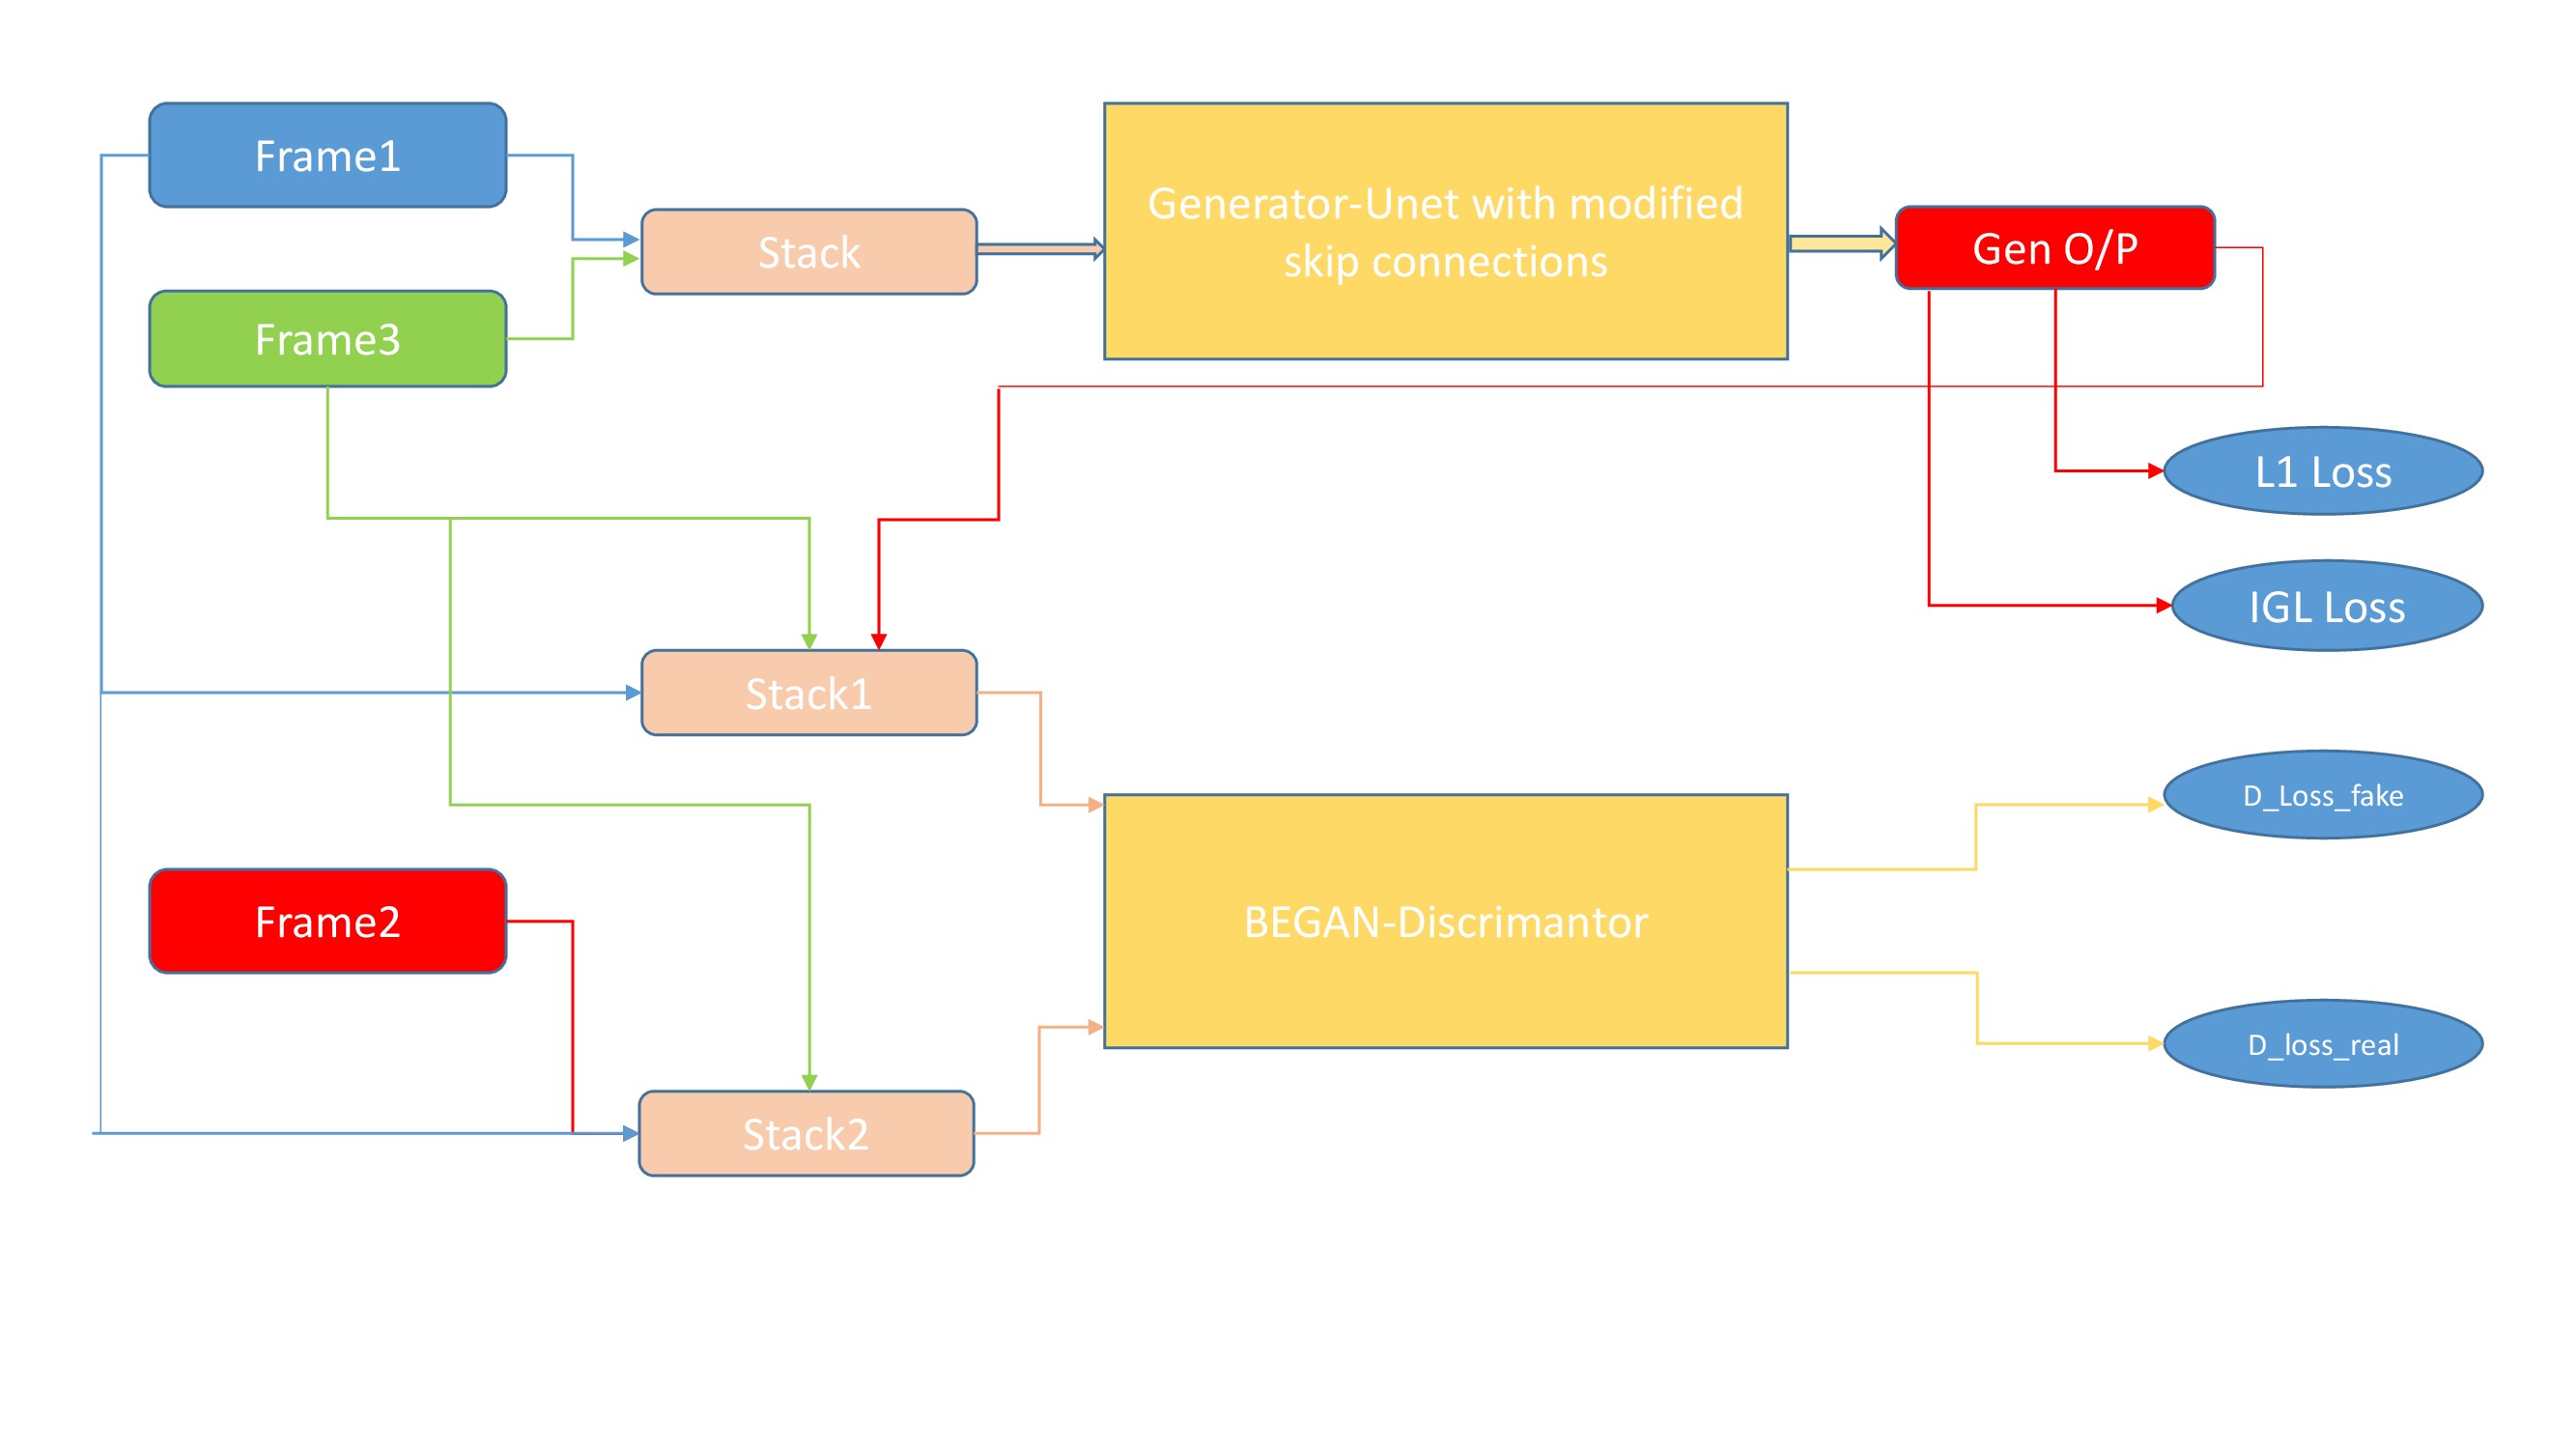 Frame1
Frame3
Stack
Generator-Unet with modified
skip connections
Gen O/P
L1 Loss
IGL Loss
Stack1
D_Loss_fake
Frame2
BEGAN-Discrimantor
D_loss_real
Stack2